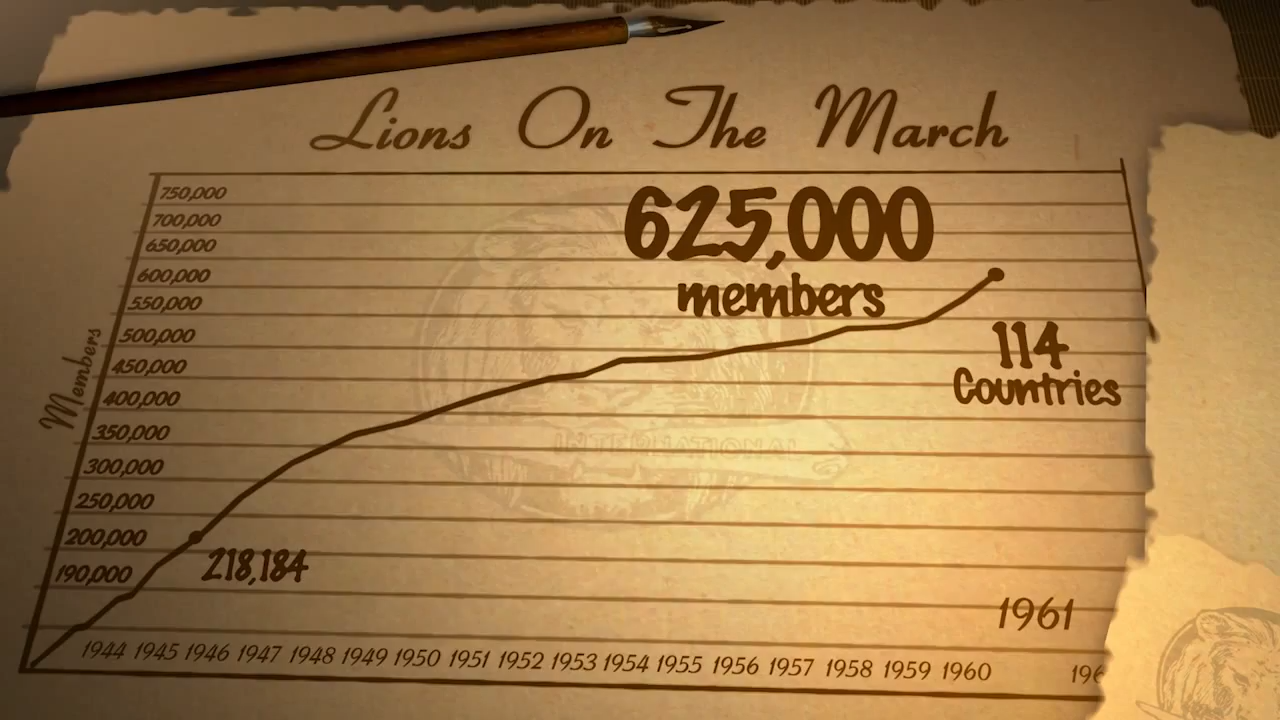 Lions On The March
750,000
700,000
650,000
600,000
550,000
500,000
450,000
400,000
350,000
300,000
250,000
200,000
190,000
Members
625,000
members
114
Countries
218,184
INTERNATIONAL
1961
1944 1945 1946 1947 1948 1949 1950 1951 1952 1953 1954 1955 1956 1957 1958 1959 1960 196